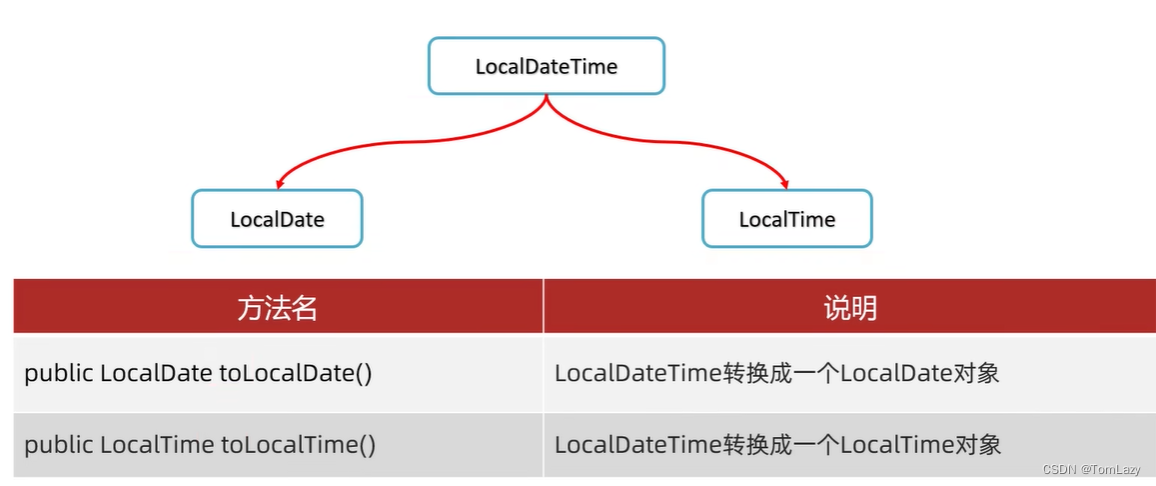 LocalDateTime
LocalDate
LocalTime
方法名
说明
public LocalDate toLocalDate()
LocalDateTime转换成一个LocalDate对象
public LocalTime toLocalTime()
LocalDateTime转换成一个LocalTime对象
CSDN @TomLazy